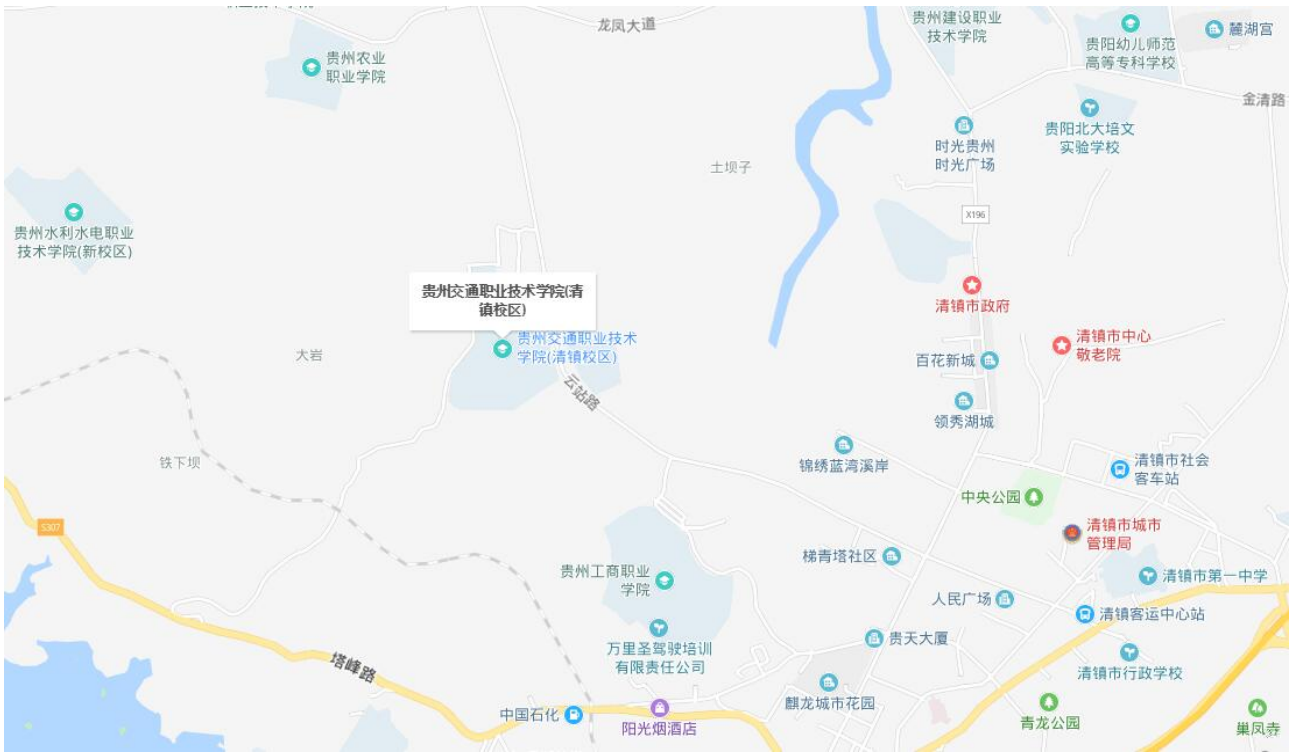 龙凤大道
贵州建设职业
技术学院
贵阳幼儿师范
高等专科学校
麓湖宫
贵州农业
职业学院
金清路
贵阳北大培文
实验学校
时光贵州
时光广场
土坝子
X196
贵州水利水电职业
技术学院(新校区)
贵州交通职业技术学院(清
镇校区)
清镇市政府
贵州交通职业技术
学院(清镇校区)
清镇市中心
敬老院
大岩
百花新城
云站路
领秀湖城
铁下坝
锦绣蓝湾溪岸
清镇市社会
客车站
中央公园
S307
清镇市城市
管理局
梯青塔社区
贵州工商职业
学院
清镇市第一中学
人民广场
清镇客运中心站
万里圣驾驶培训
有限责任公司
贵天大厦
塔峰路
清镇市行政学校
麒龙城市花园
中国石化
阳光烟酒店
青龙公园
巢凤寺